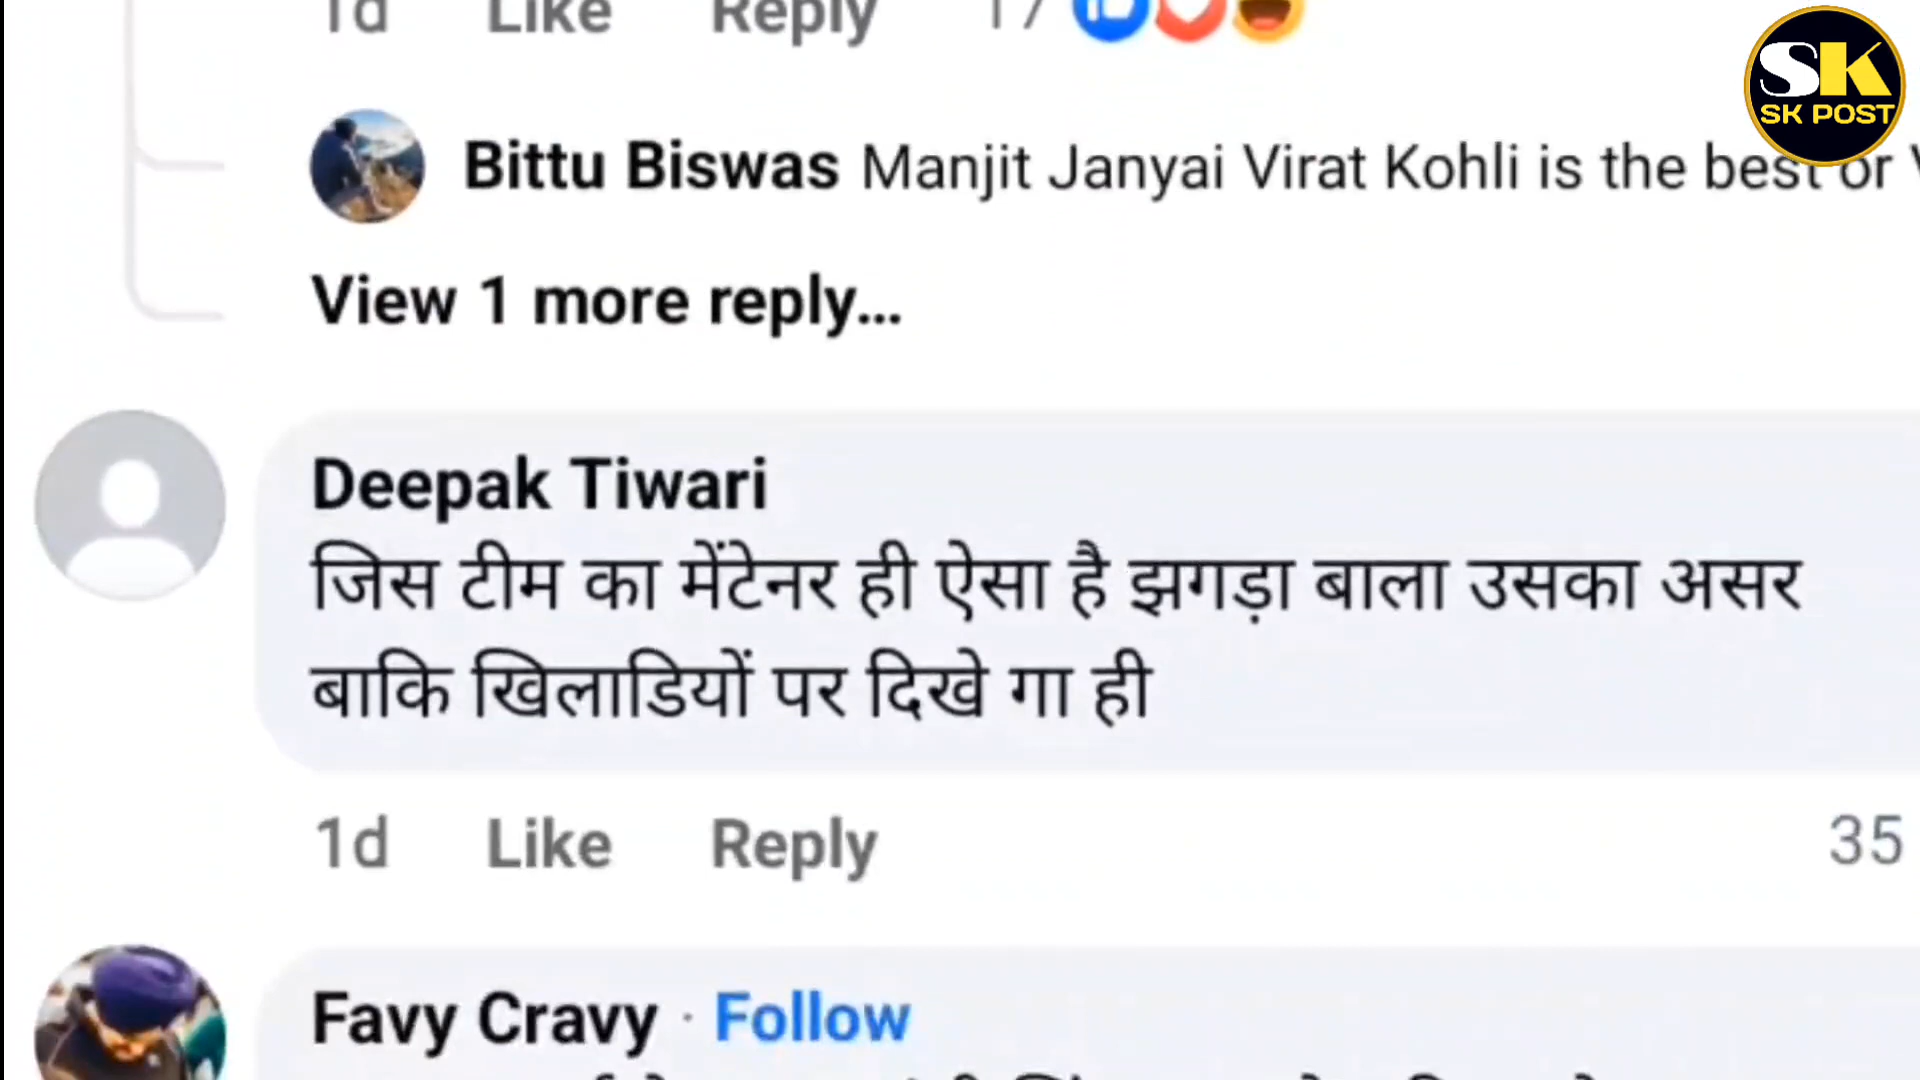 1d Like Reply 17
SK
SK POST
Bittu Biswas Manjit Janyai Virat Kohli is the best or
View 1 more reply...
Deepak Tiwari
जिस टीम का मेंटेनर ही ऐसा है झगड़ा बाला उसका असर
बाकि खिलाडियों पर दिखे गा ही
1d Like Reply 35
Favy Cravy · Follow